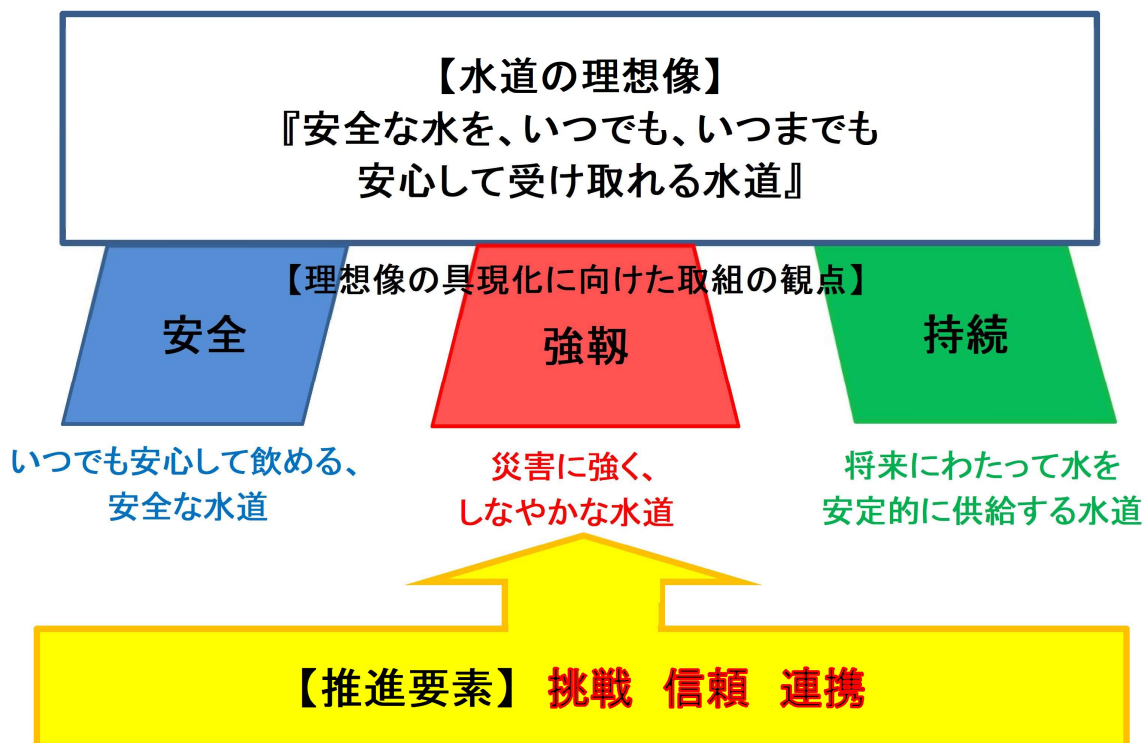 【水道の理想像】
『安全な水を、いつでも、いつまでも
安心して受け取れる水道』
【理想像の具現化に向けた取組の観点】
安全
強靱
持続
いつでも安心して飲める、
安全な水道
災害に強く、
しなやかな水道
将来にわたって水を
安定的に供給する水道
【推進要素】 挑戦 信頼 連携